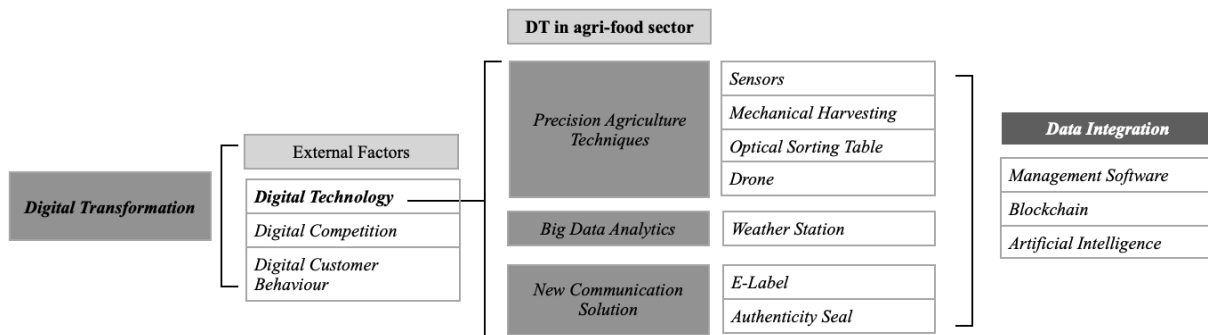 DT in agri-food sector
Digital Transformation
External Factors
Digital Technology
Digital Competition
Digital Customer
Behaviour
Precision Agriculture
Techniques
Sensors
Mechanical Harvesting
Optical Sorting Table
Drone
Big Data Analytics
Weather Station
New Communication
Solution
E-Label
Authenticity Seal
Data Integration
Management Software
Blockchain
Artificial Intelligence